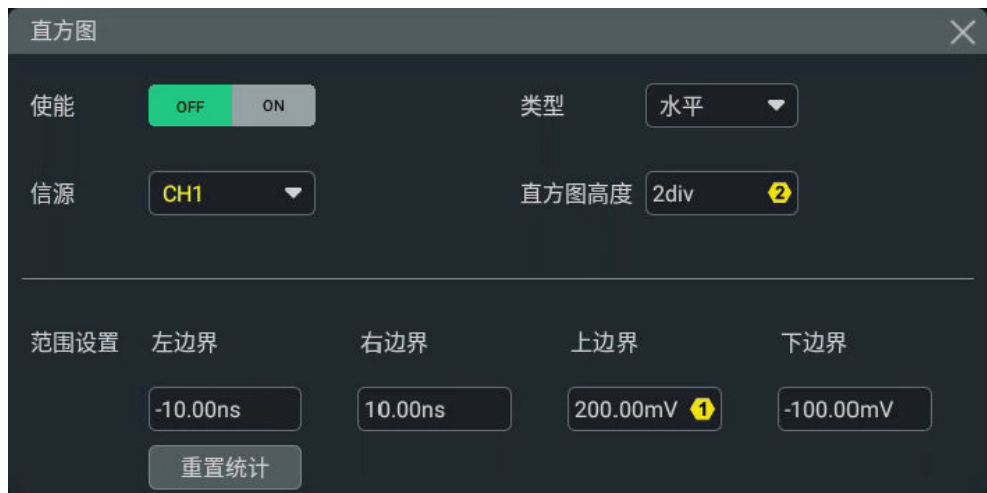 直方图
使能 OFF ON 类型 水平
信源 CH1 直方图高度 2div 2
范围设置 左边界 右边界 上边界 下边界
-10.00ns 10.00ns 200.00mV 1 -100.00mV
重置统计